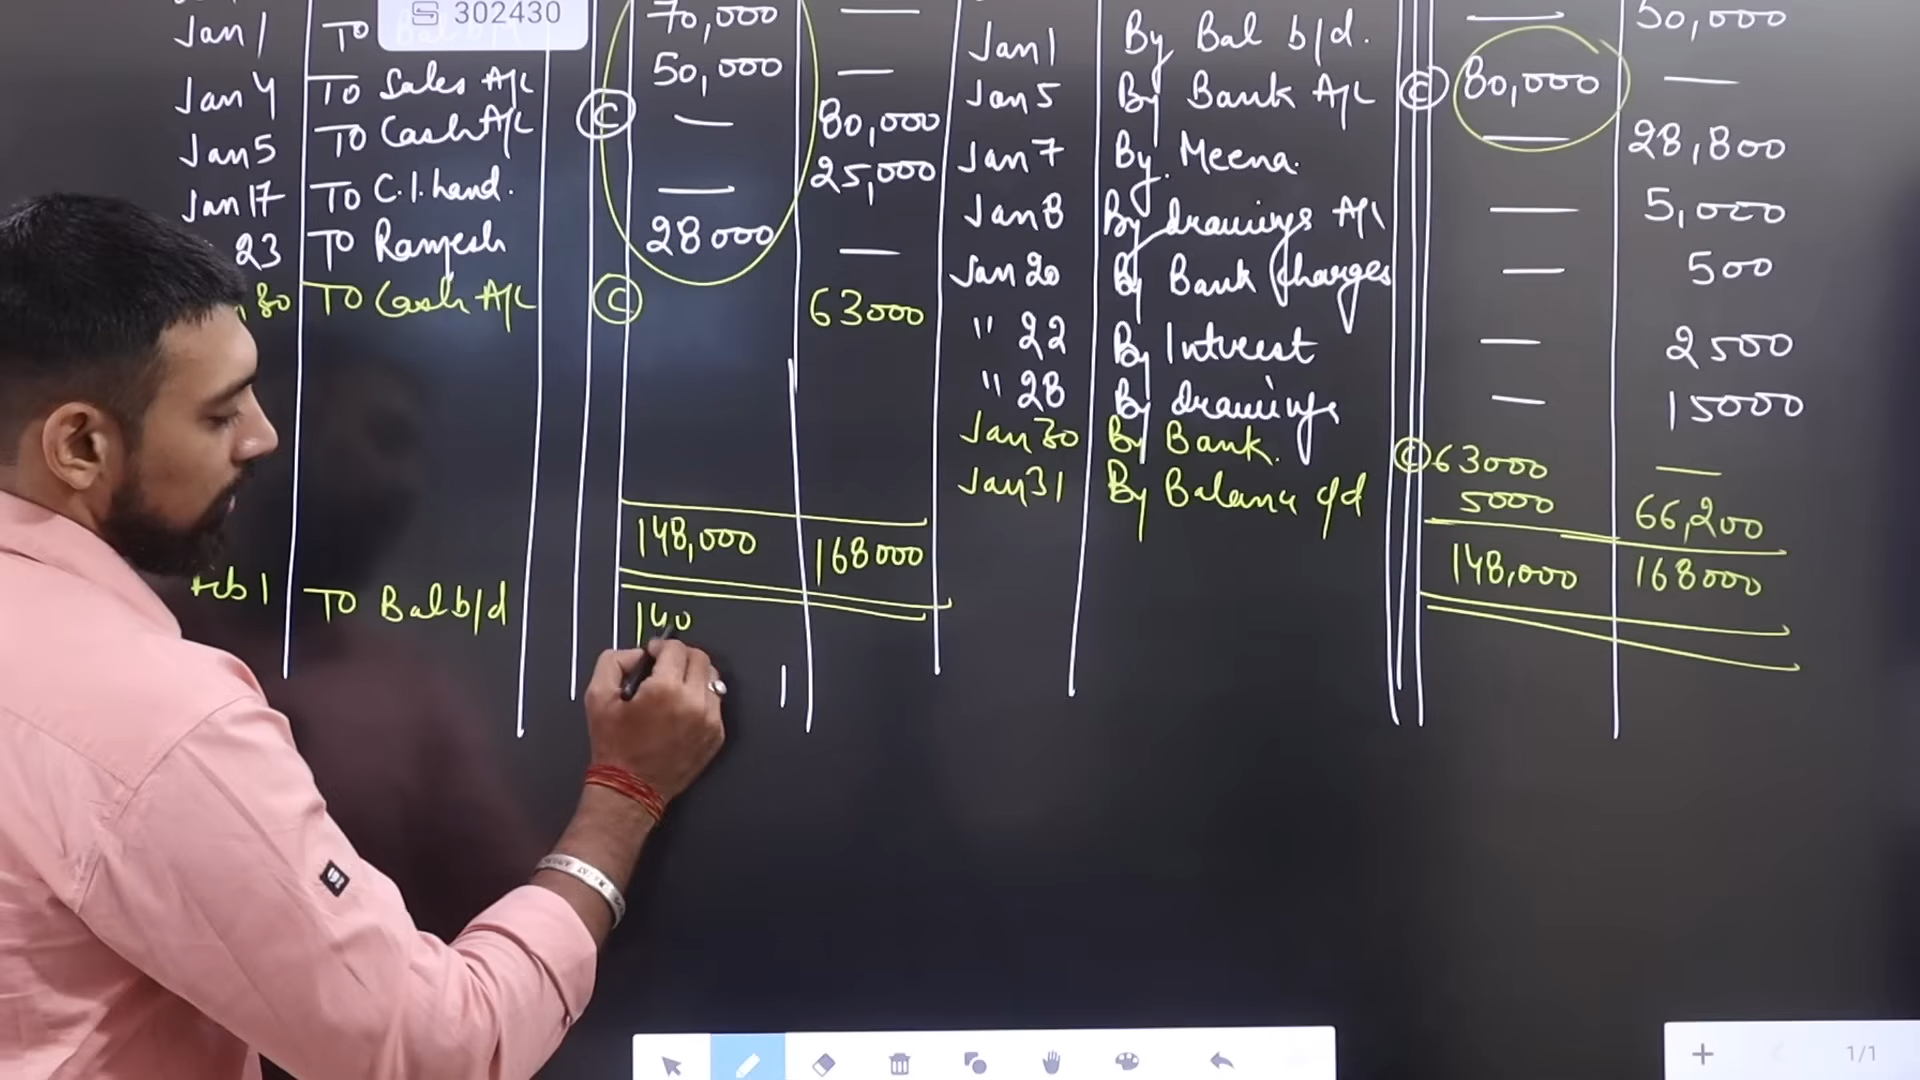 302430
Jan 1 To Bal b/d 70,000 — Jan 1 By Bal b/d. — 50,000
Jan 4 To Sales A/c 50,000 — Jan 5 By Bank A/c C 80,000 —
Jan 5 To Cash A/c C — 80,000 Jan 7 By Meena. — 28,800
Jan 17 To C.I.hand. — 25,000 Jan 8 By drawings A/c — 5,000
23 To Ramesh 28000 — Jan 20 By Bank Charges — 500
30 To Cash A/c C 63000 " 22 By Interest — 2500
" 28 By drawings — 15000
Jan 30 By Bank. C 63000 —
Jan 31 By Balance c/d 5000 66,200
148,000 168000 148,000 168000
Feb 1 To Bal b/d 140
1/1